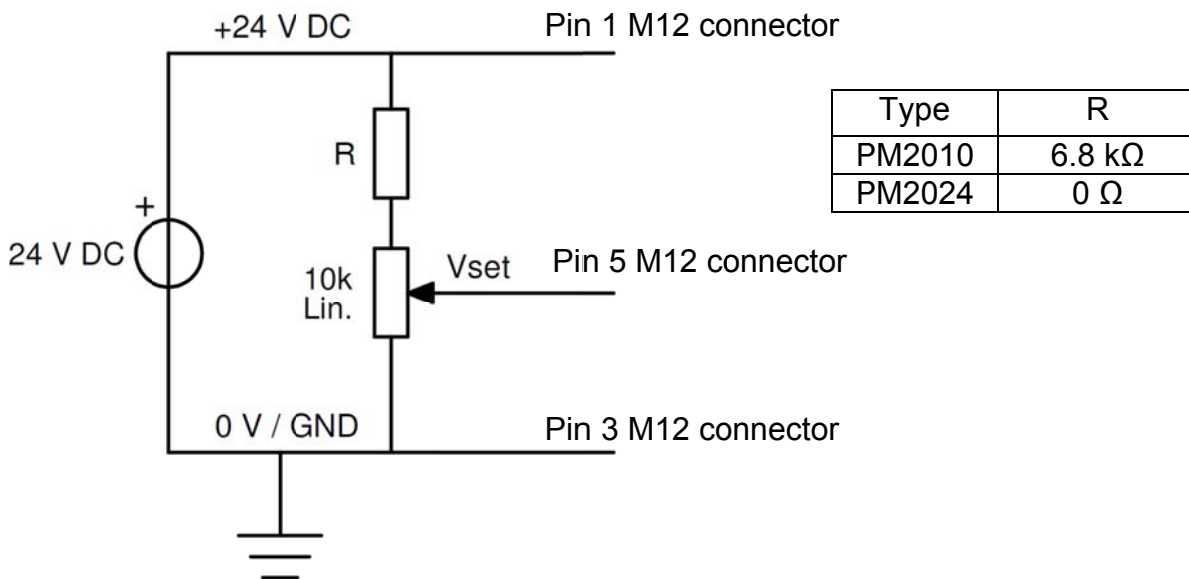 +24 V DC
Pin 1 M12 connector
Type R
PM2010 6.8 kΩ
PM2024 0 Ω
R
+
24 V DC
10k
Lin.
Vset
Pin 5 M12 connector
0 V / GND
Pin 3 M12 connector